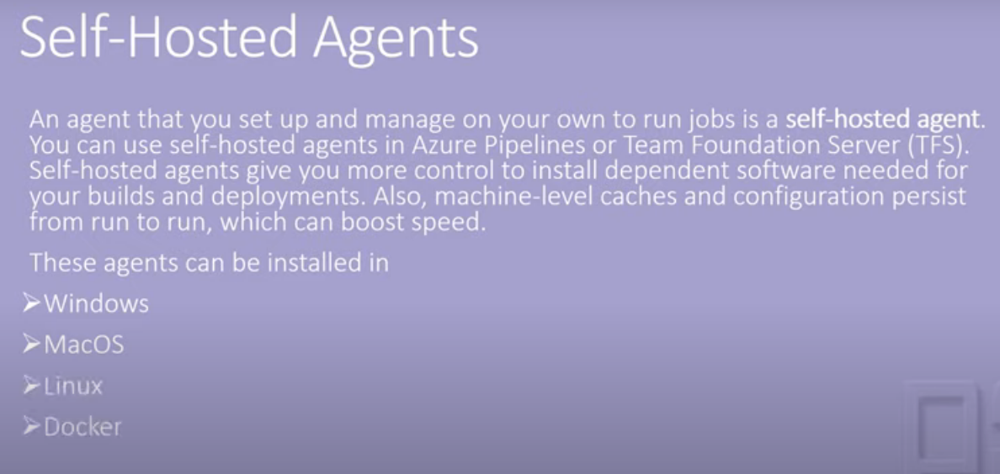 Self-Hosted Agents
An agent that you set up and manage on your own to run jobs is a self-hosted agent.
You can use self-hosted agents in Azure Pipelines or Team Foundation Server (TFS).
Self-hosted agents give you more control to install dependent software needed for
your builds and deployments. Also, machine-level caches and configuration persist
from run to run, which can boost speed.
These agents can be installed in
➢Windows
➢MacOS
➢Linux
➢Docker